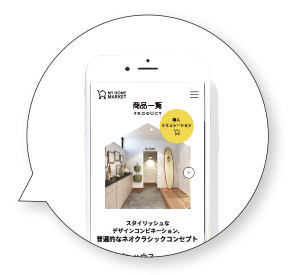 MY HOME
MARKET
商品一覧
PRODUCT
購入
シミュレーション
スタイリッシュな
デザインコンビネーション、
普遍的なネオクラシックコンセプト